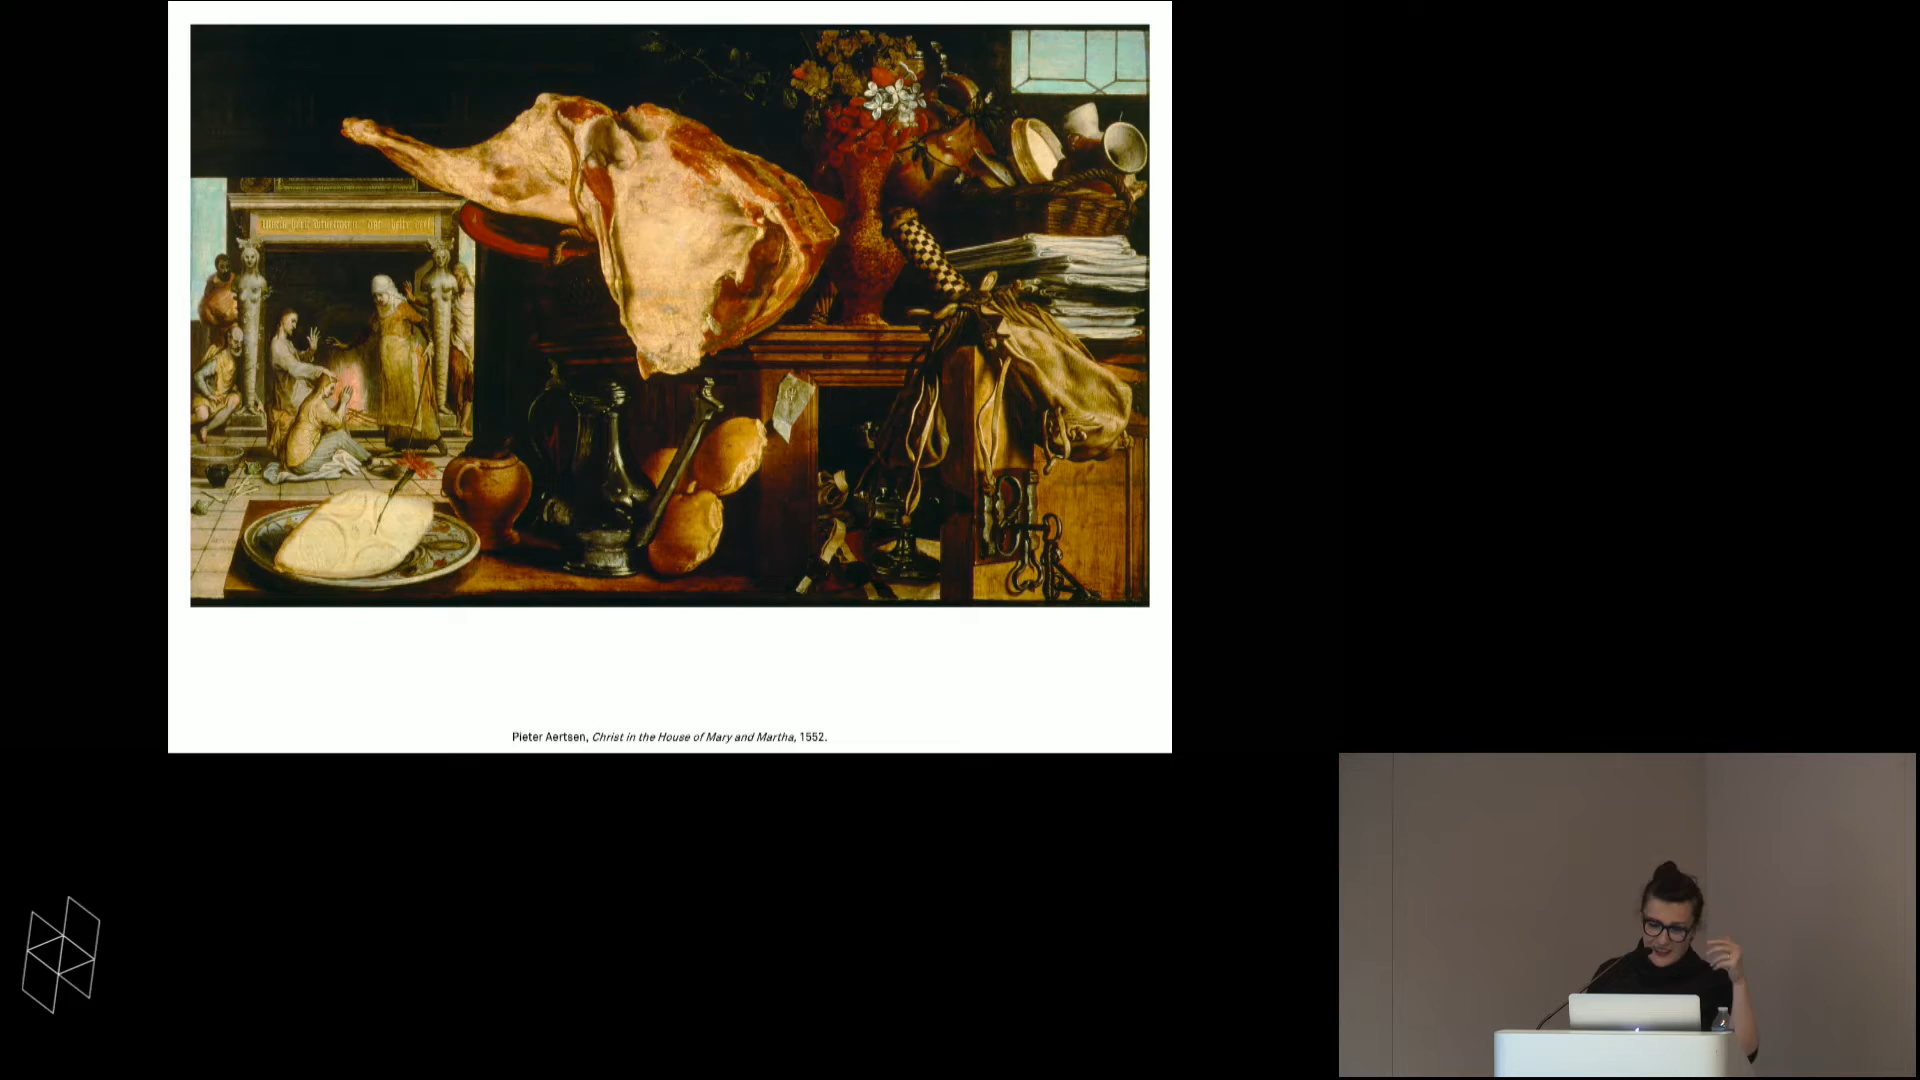 Pieter Aertsen, Christ in the House of Mary and Martha, 1552.